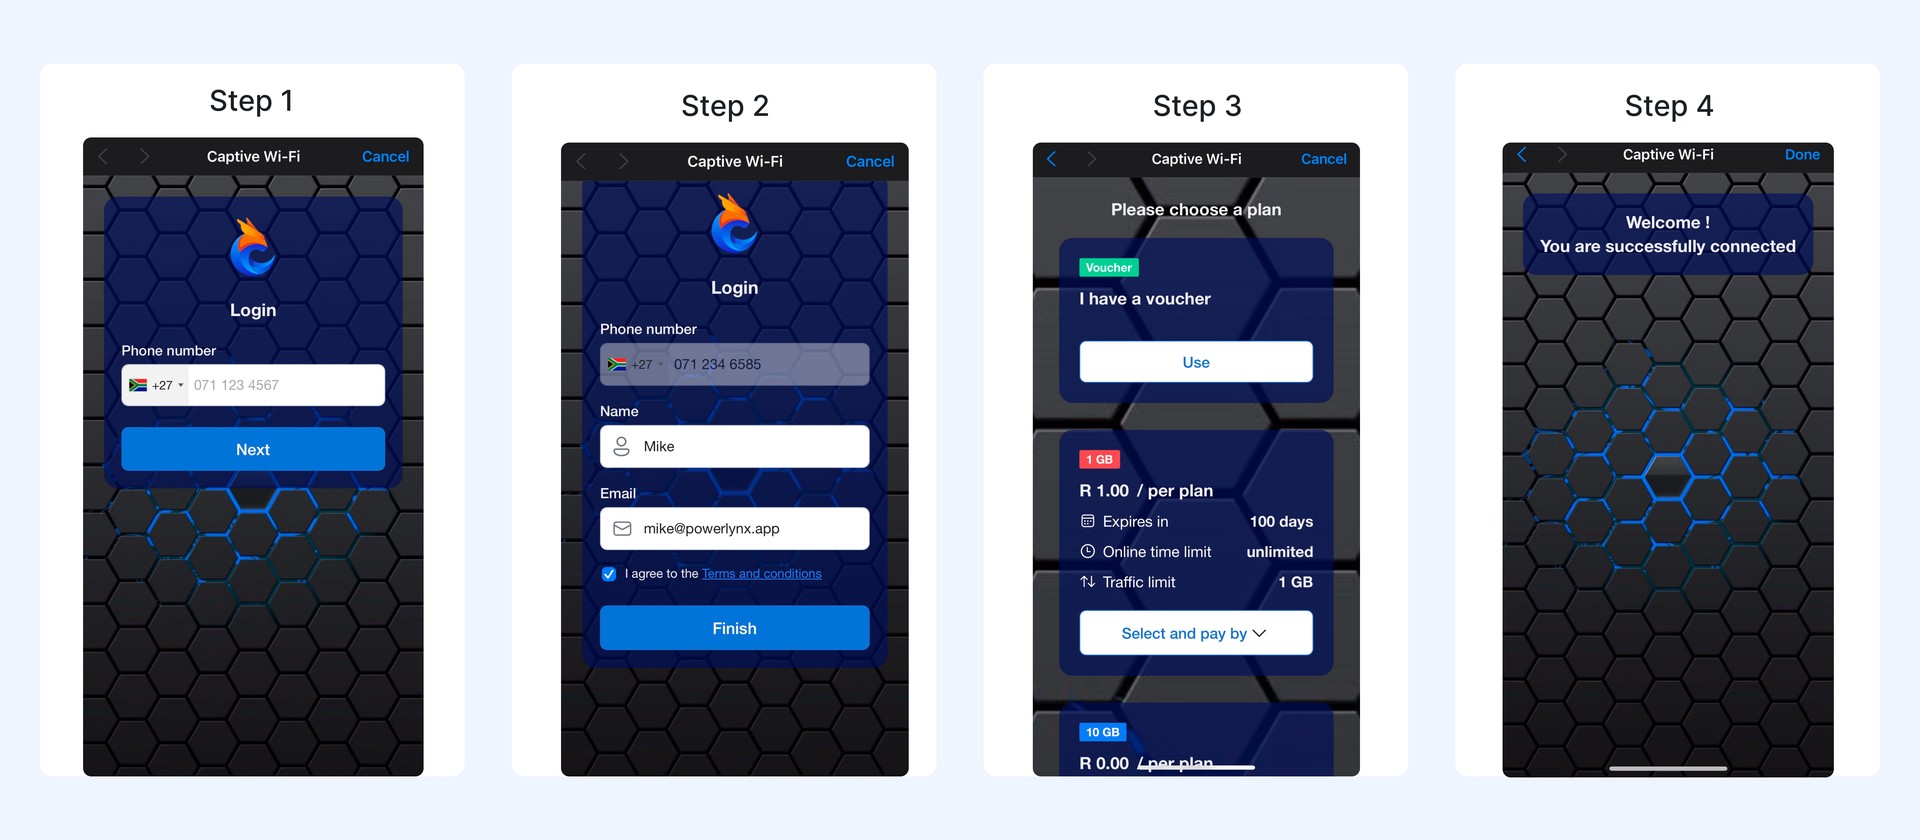 Step 1
Captive Wi-Fi
Cancel
Login
Phone number
+27 071 123 4567
Next
Step 2
Captive Wi-Fi
Cancel
Login
Phone number
+27 071 234 6585
Name
Mike
Email
mike@powerlynx.app
I agree to the Terms and conditions
Finish
Step 3
Captive Wi-Fi
Cancel
Please choose a plan
Voucher
I have a voucher
Use
1 GB
R 1.00 / per plan
Expires in 100 days
Online time limit unlimited
Traffic limit 1 GB
Select and pay by
10 GB
R 0.00 / per plan
Step 4
Captive Wi-Fi
Done
Welcome !
You are successfully connected